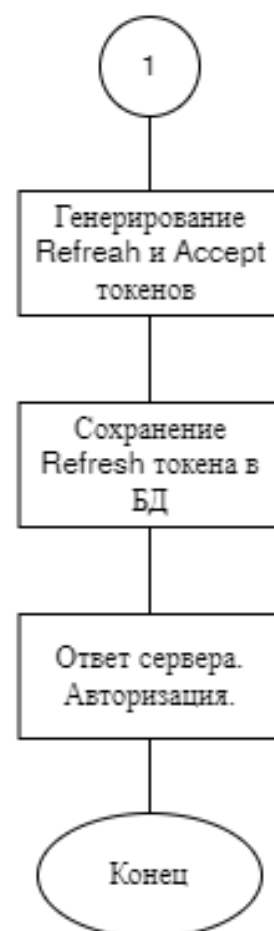 1
Генерирование
Refreah и Accept
токенов
Сохранение
Refresh токена в
БД
Ответ сервера.
Авторизация.
Конец